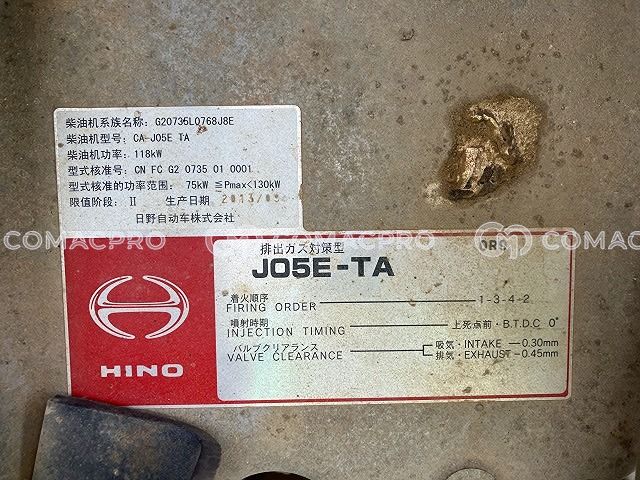 柴油机系族名称: G20735L0768J8E
柴油机型号: CA-J05E TA
柴油机功率: 118kW
型式核准号: CN FC G2 0735 01 0001
型式核准的功率范围: 75kW ≦Pmax<130kW
限值阶段: II 生产日期 2013/03
日野自动车株式会社
COMACPRO COMACPRO COMACPRO
排出ガス対策型 ORS
J05E-TA
着火順序
FIRING ORDER 1-3-4-2
噴射時期
INJECTION TIMING 上死点前・B.T.D.C 0°
バルブクリアランス
VALVE CLEARANCE
吸気・INTAKE —0.30mm
排気・EXHAUST—0.45mm
HINO